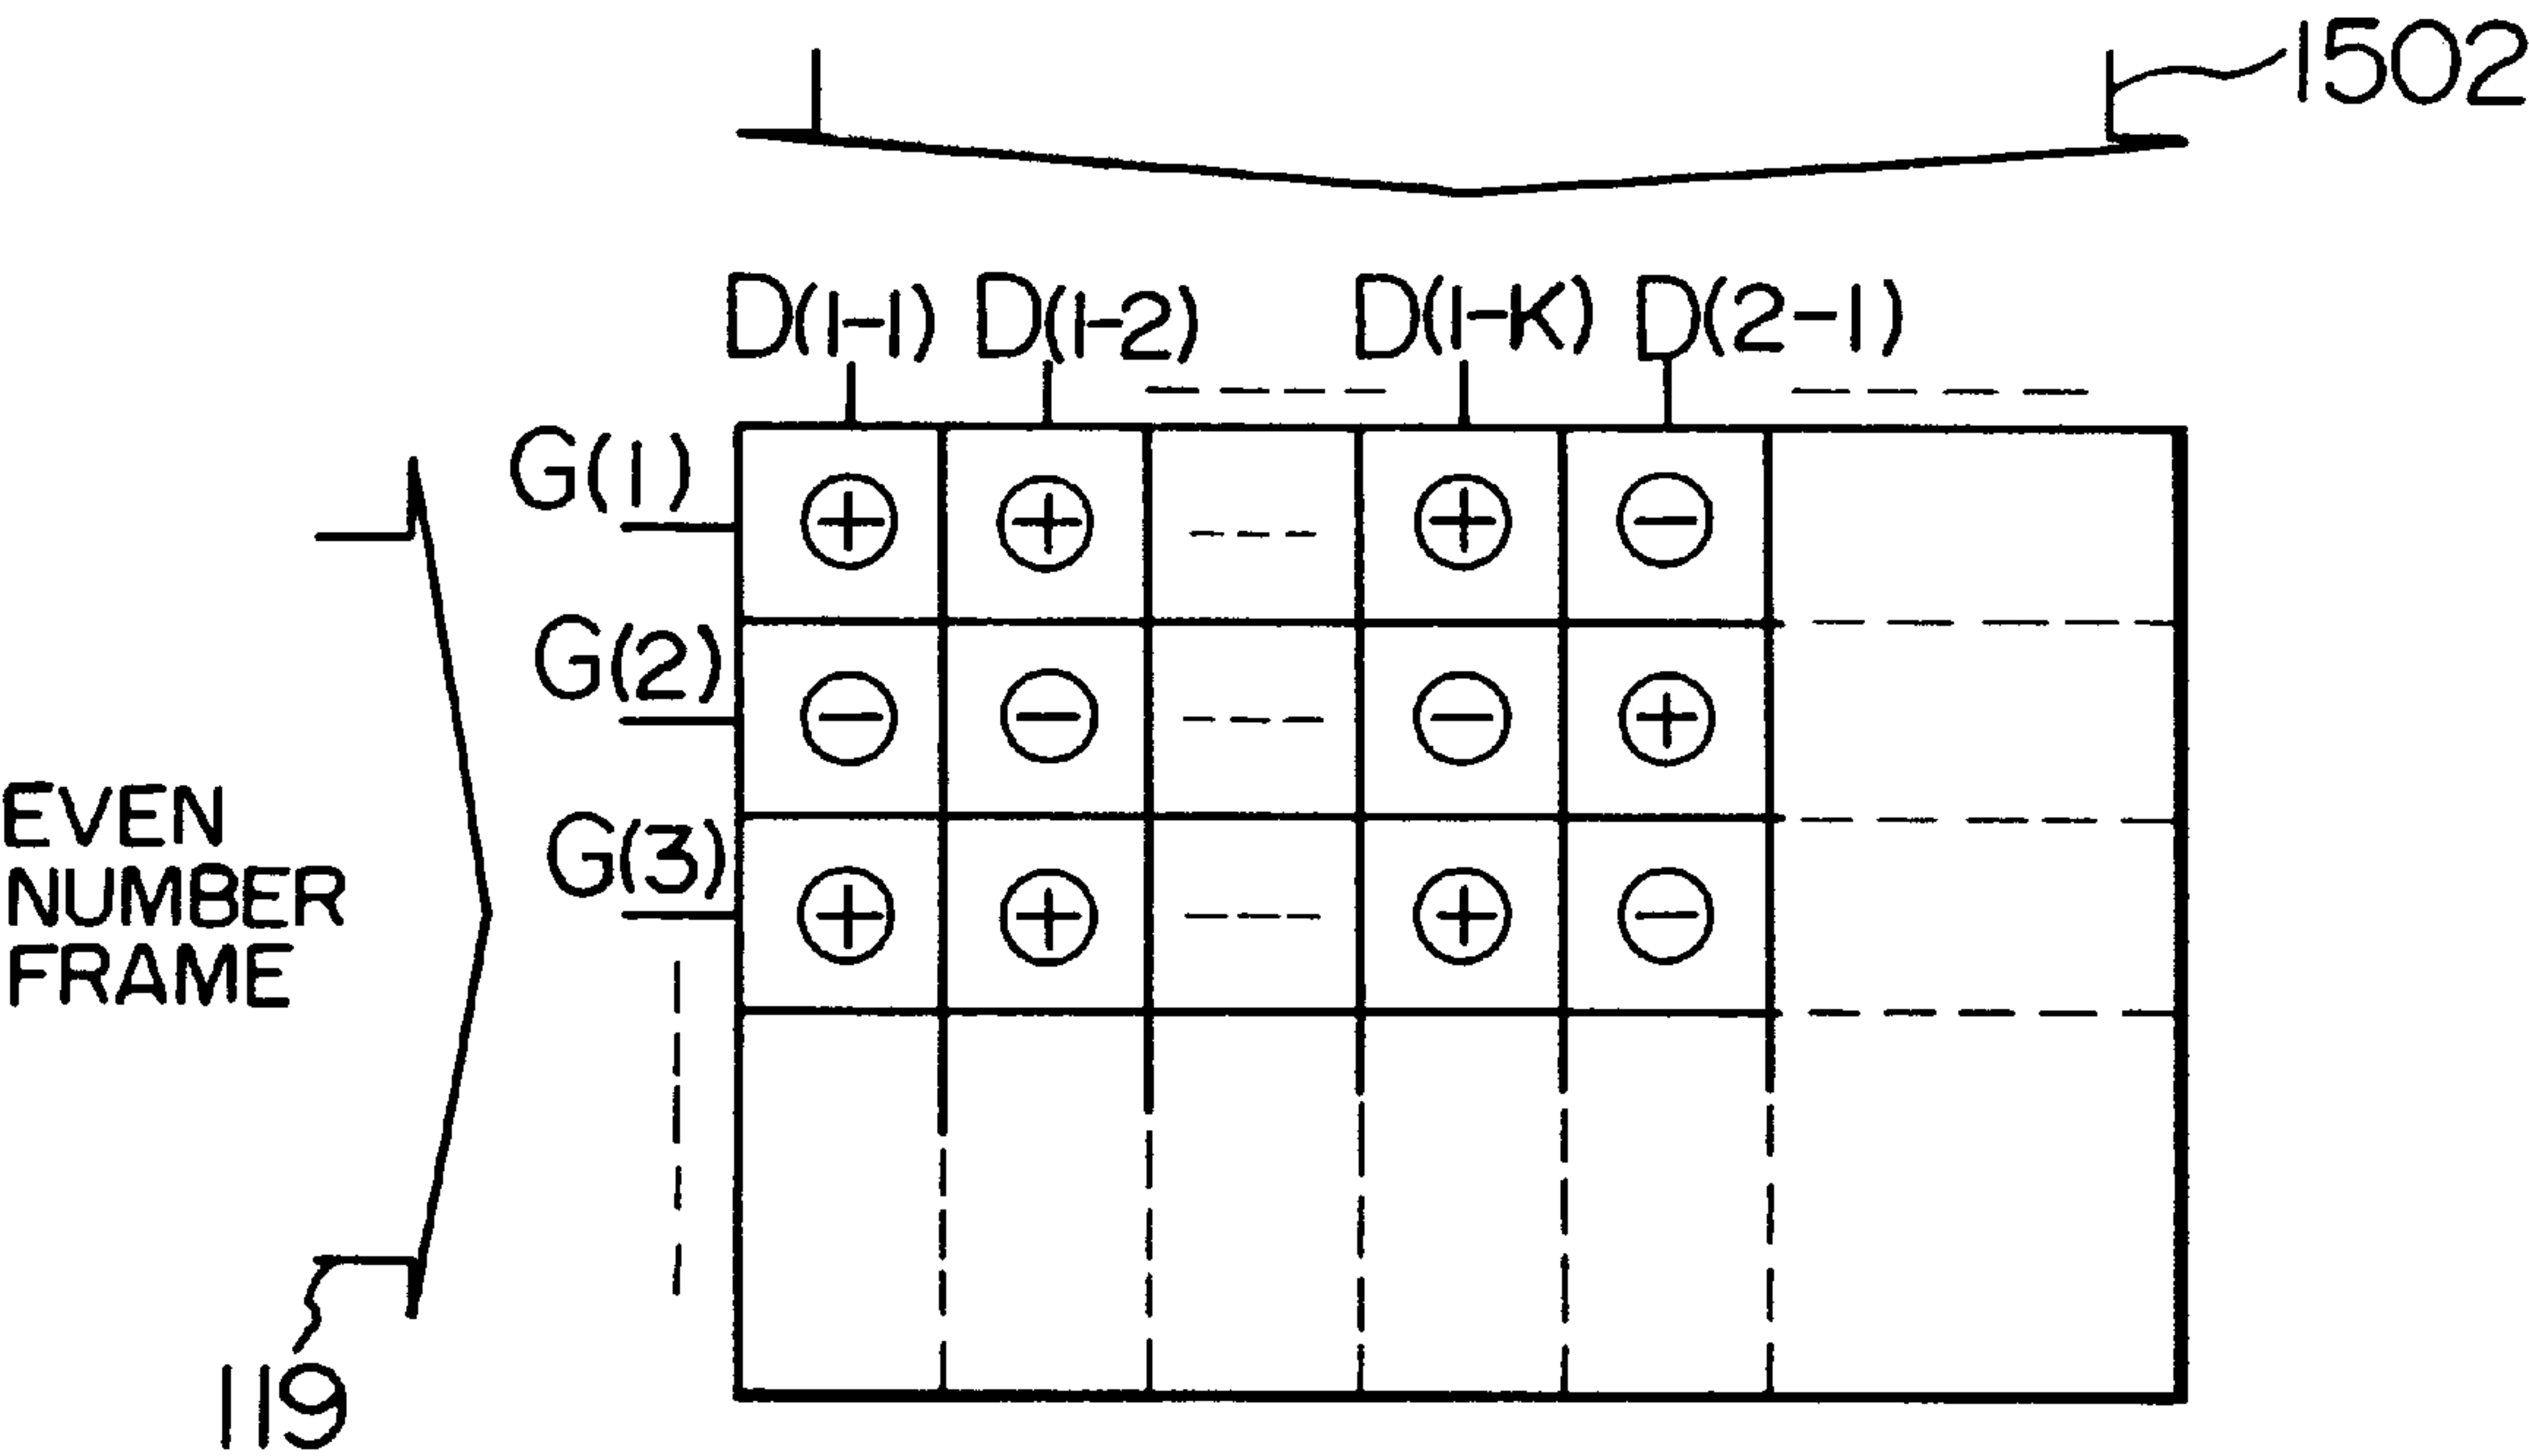 1502
D(1-1) D(1-2) D(1-K) D(2-1)
G(1)
+ + + −
G(2)
− − − +
EVEN
NUMBER
FRAME
G(3)
+ + + −
119